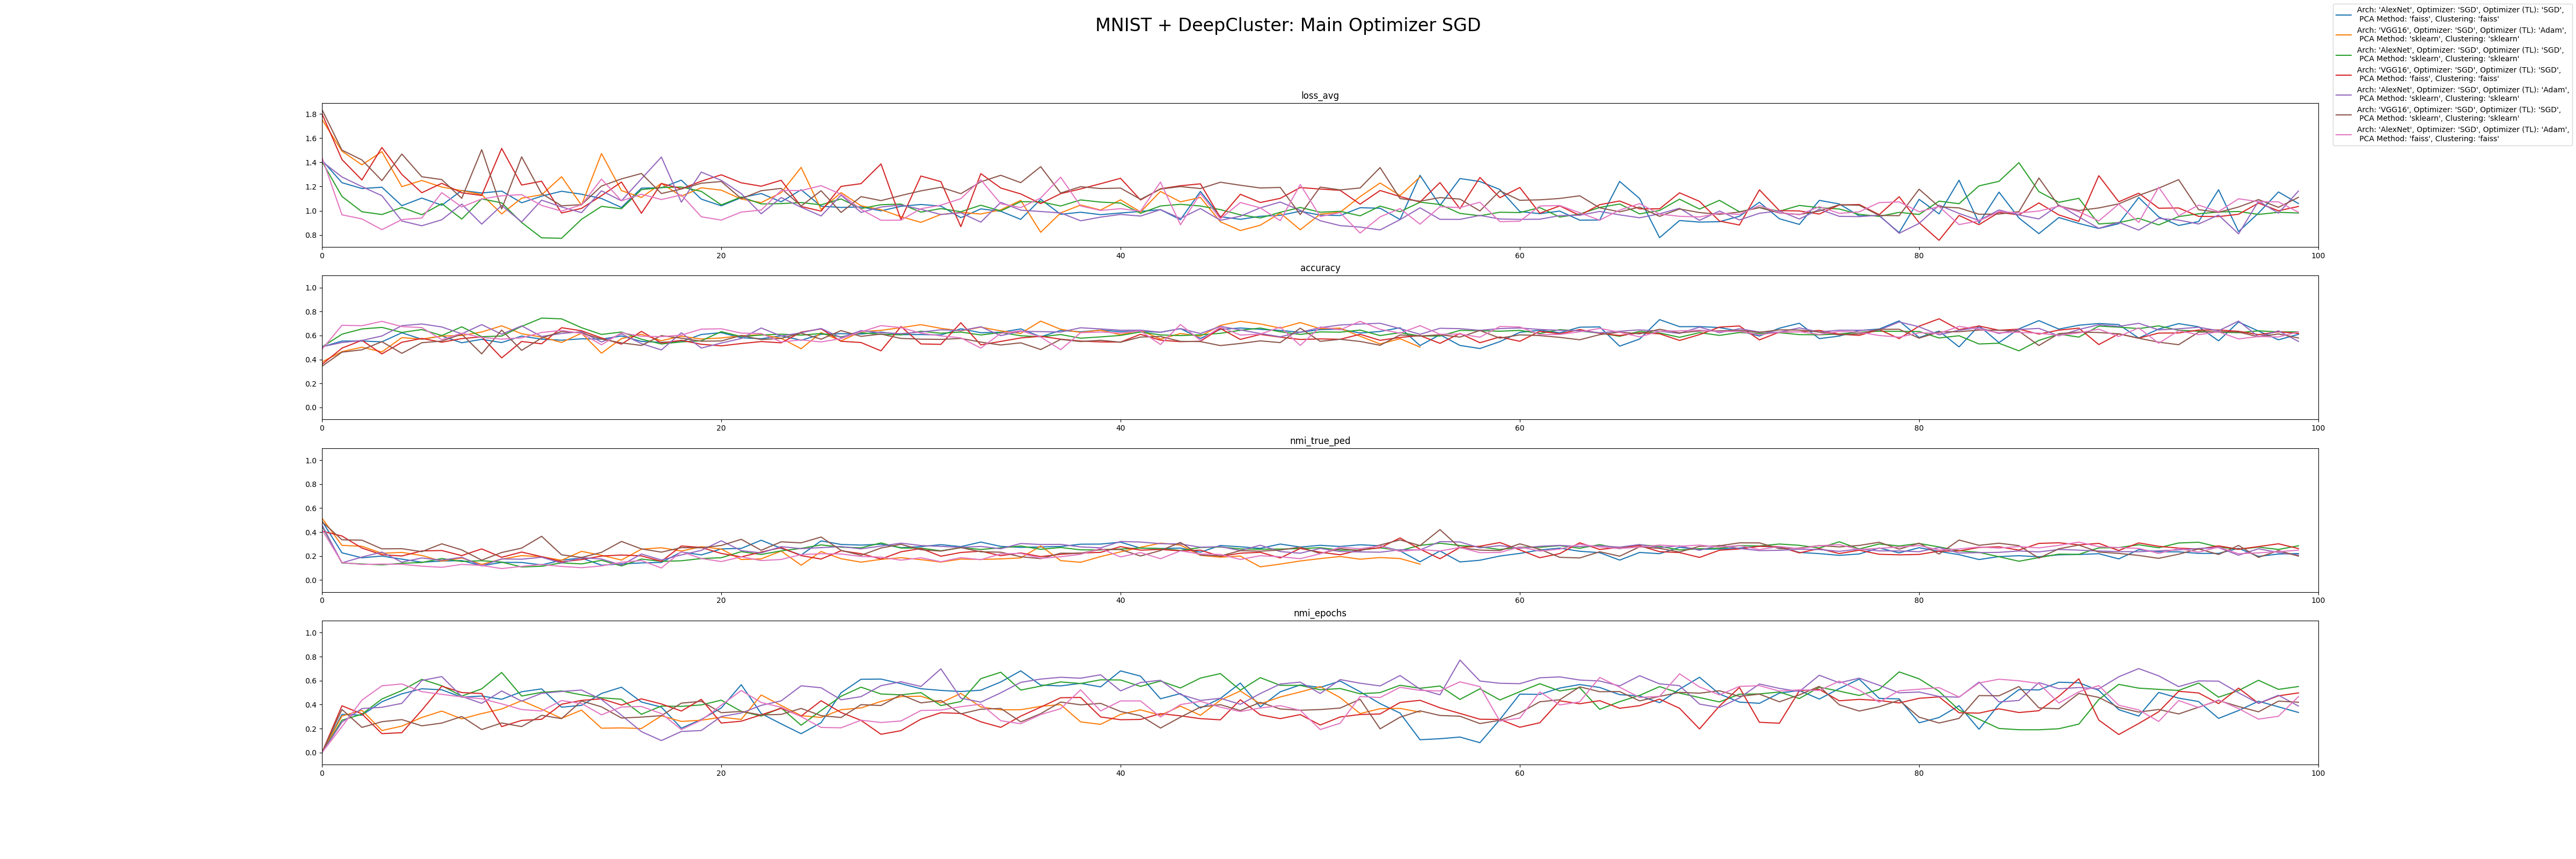 MNIST + DeepCluster: Main Optimizer SGD
Arch: 'AlexNet', Optimizer: 'SGD', Optimizer (TL): 'SGD',
PCA Method: 'faiss', Clustering: 'faiss'
Arch: 'VGG16', Optimizer: 'SGD', Optimizer (TL): 'Adam',
PCA Method: 'sklearn', Clustering: 'sklearn'
Arch: 'AlexNet', Optimizer: 'SGD', Optimizer (TL): 'SGD',
PCA Method: 'sklearn', Clustering: 'sklearn'
Arch: 'VGG16', Optimizer: 'SGD', Optimizer (TL): 'SGD',
PCA Method: 'faiss', Clustering: 'faiss'
Arch: 'AlexNet', Optimizer: 'SGD', Optimizer (TL): 'Adam',
PCA Method: 'sklearn', Clustering: 'sklearn'
Arch: 'VGG16', Optimizer: 'SGD', Optimizer (TL): 'SGD',
PCA Method: 'sklearn', Clustering: 'sklearn'
Arch: 'AlexNet', Optimizer: 'SGD', Optimizer (TL): 'Adam',
PCA Method: 'faiss', Clustering: 'faiss'
loss_avg
1.8
1.6
1.4
1.2
1.0
0.8
0 20 40 60 80 100
accuracy
1.0
0.8
0.6
0.4
0.2
0.0
0 20 40 60 80 100
nmi_true_ped
1.0
0.8
0.6
0.4
0.2
0.0
0 20 40 60 80 100
nmi_epochs
1.0
0.8
0.6
0.4
0.2
0.0
0 20 40 60 80 100